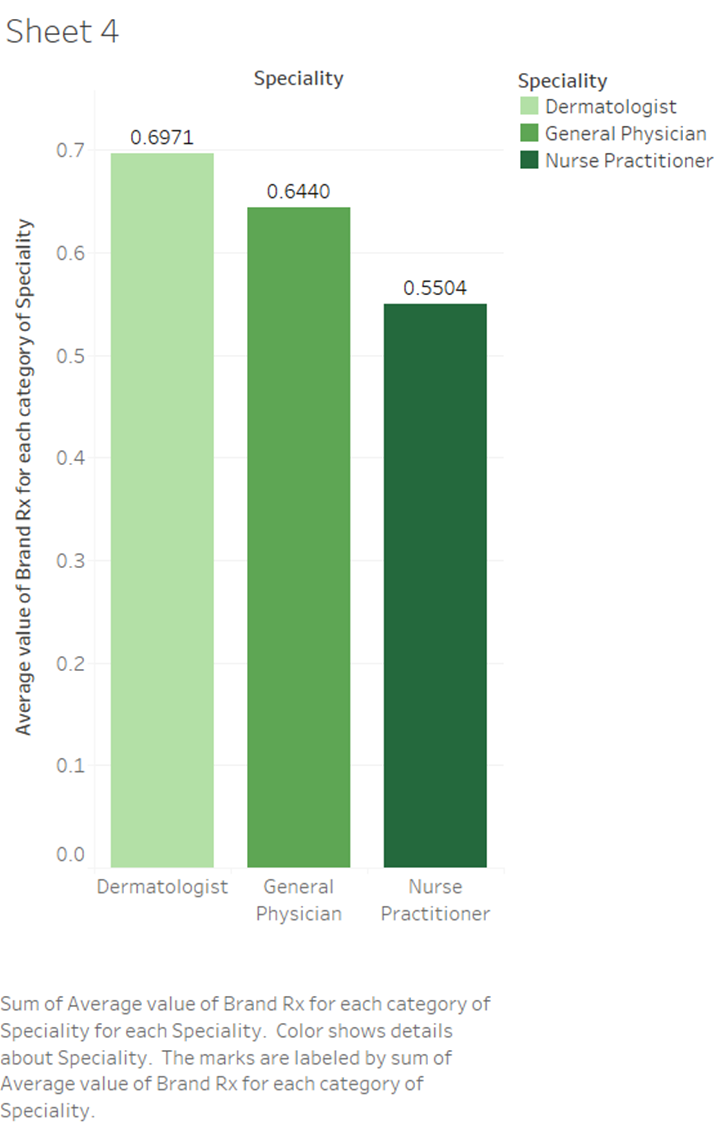 Sheet 4
Speciality
Speciality
Dermatologist
General Physician
Nurse Practitioner
0.6971
0.6440
0.5504
Average value of Brand Rx for each category of Speciality
0.7
0.6
0.5
0.4
0.3
0.2
0.1
0.0
Dermatologist
General
Physician
Nurse
Practitioner
Sum of Average value of Brand Rx for each category of
Speciality for each Speciality.  Color shows details
about Speciality.  The marks are labeled by sum of
Average value of Brand Rx for each category of
Speciality.